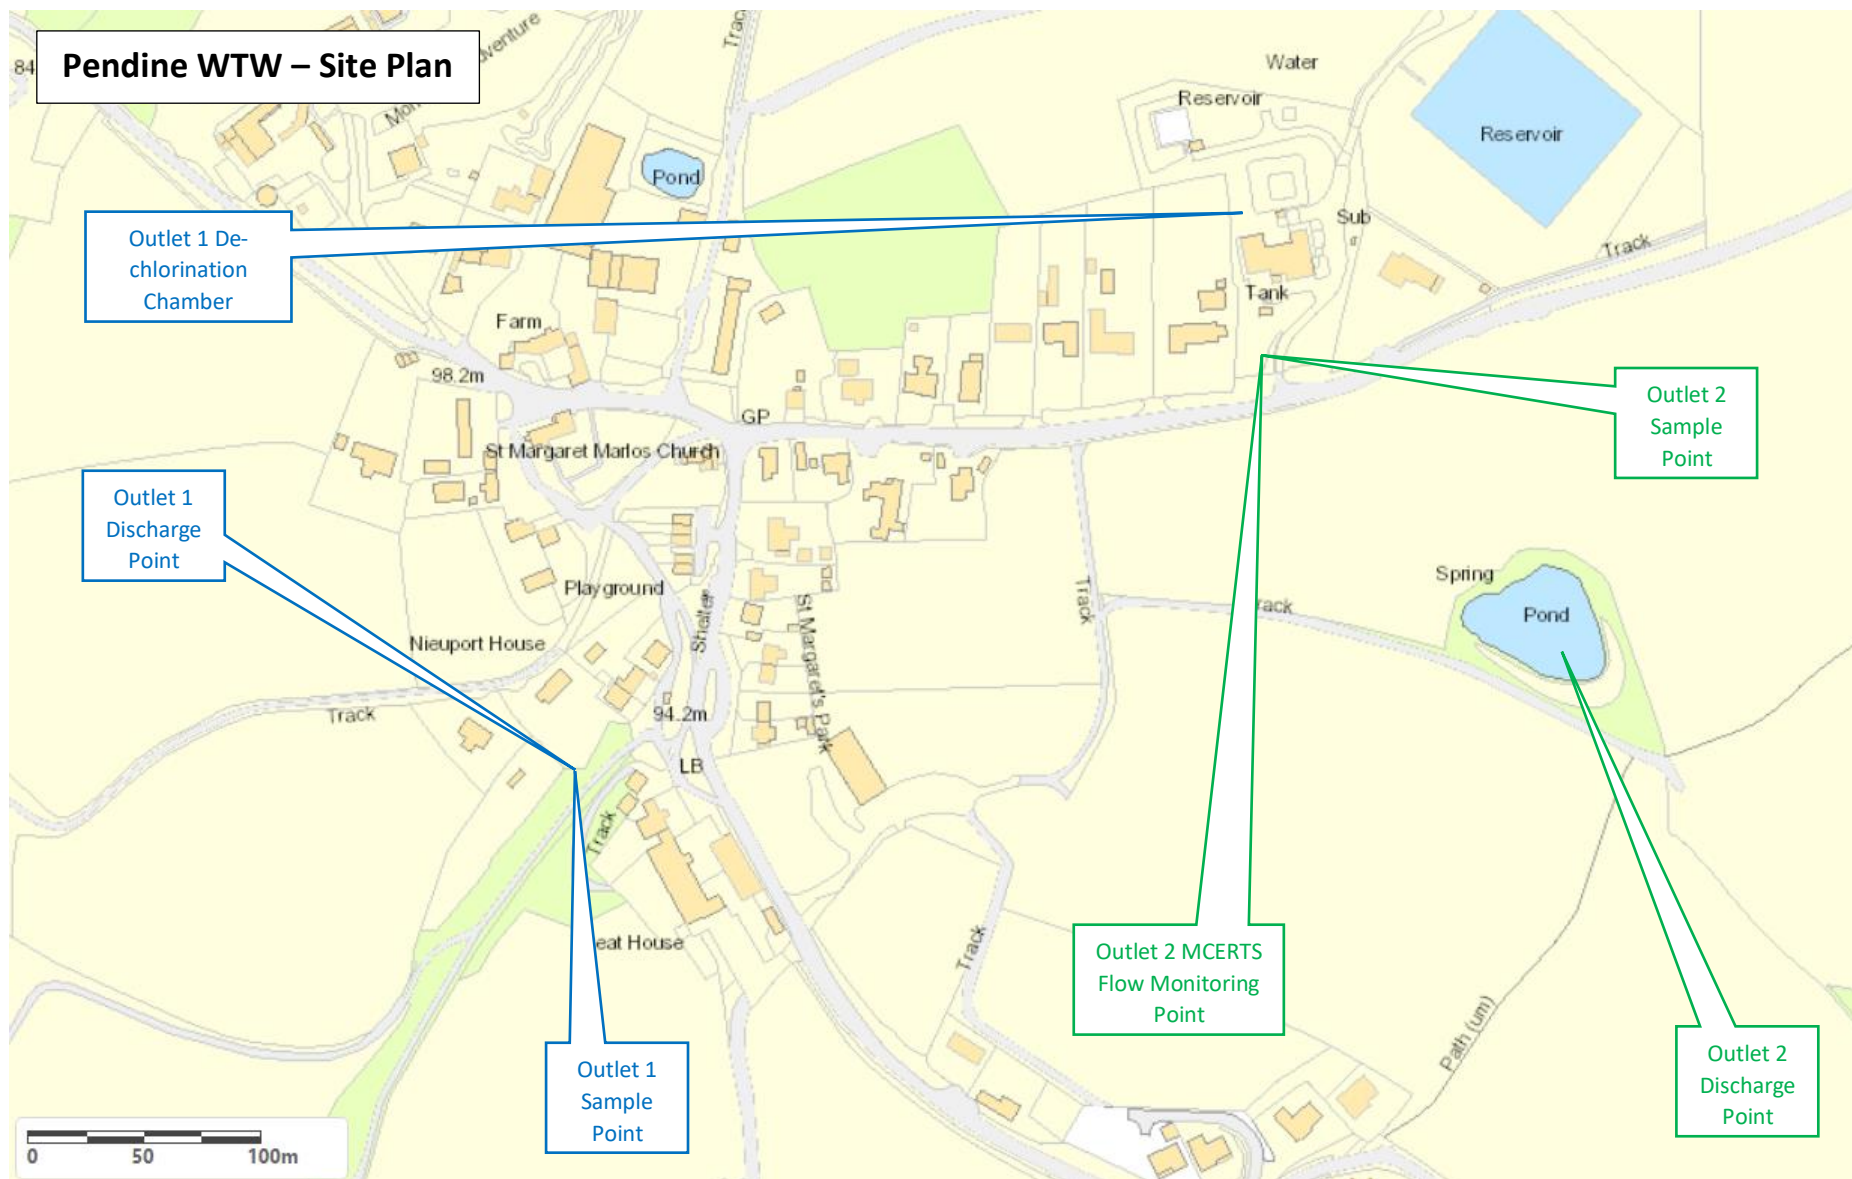 Pendine WTW – Site Plan
84
dventure
Track
Water
Reservoir
Reservoir
Pond
Sub
Track
Outlet 1 De-
chlorination
Chamber
Tank
Farm
98.2m
Outlet 2
Sample
Point
GP
St Margaret Marlos Church
Outlet 1
Discharge
Point
Spring
Pond
Playground
Shelter
St Margaret's Park
Track
rack
Nieuport House
Track
94.2m
LB
Track
eat House
Track
Outlet 2 MCERTS
Flow Monitoring
Point
Path (um)
Outlet 1
Sample
Point
Outlet 2
Discharge
Point
0 50 100m